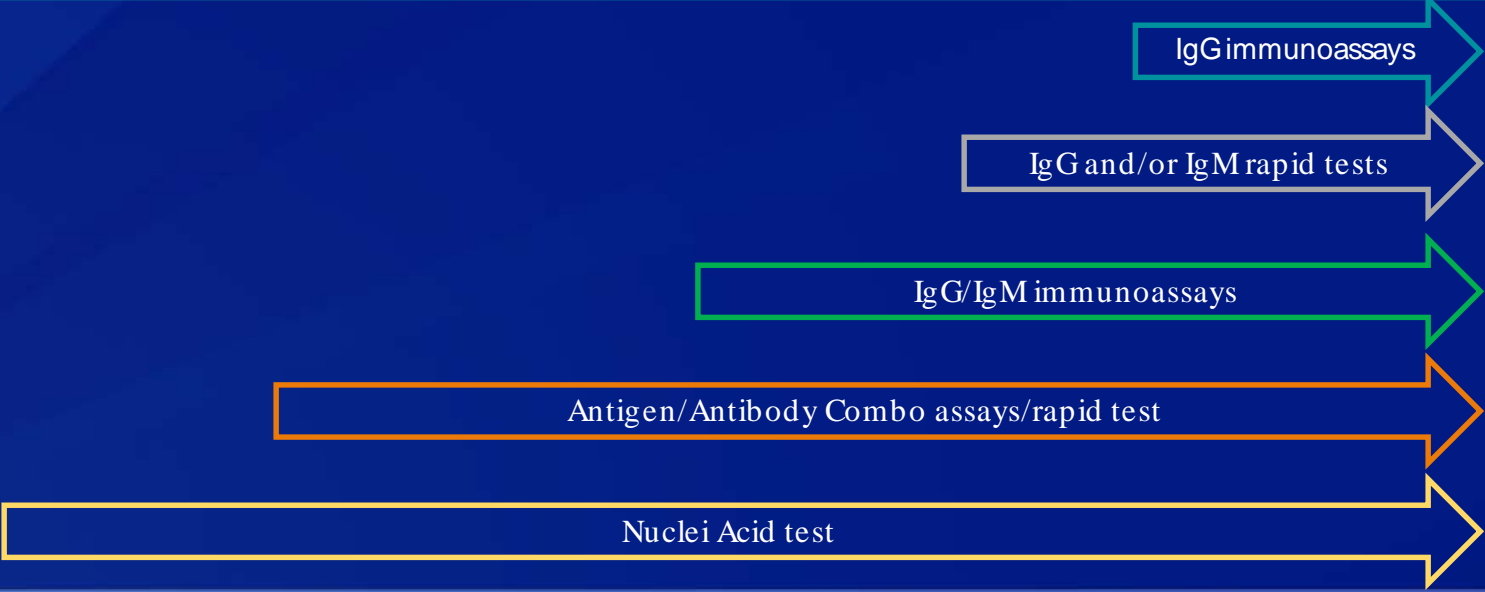 IgG immunoassays
IgG and/or IgM rapid tests
IgG/IgM immunoassays
Antigen/Antibody Combo assays/rapid test
Nuclei Acid test